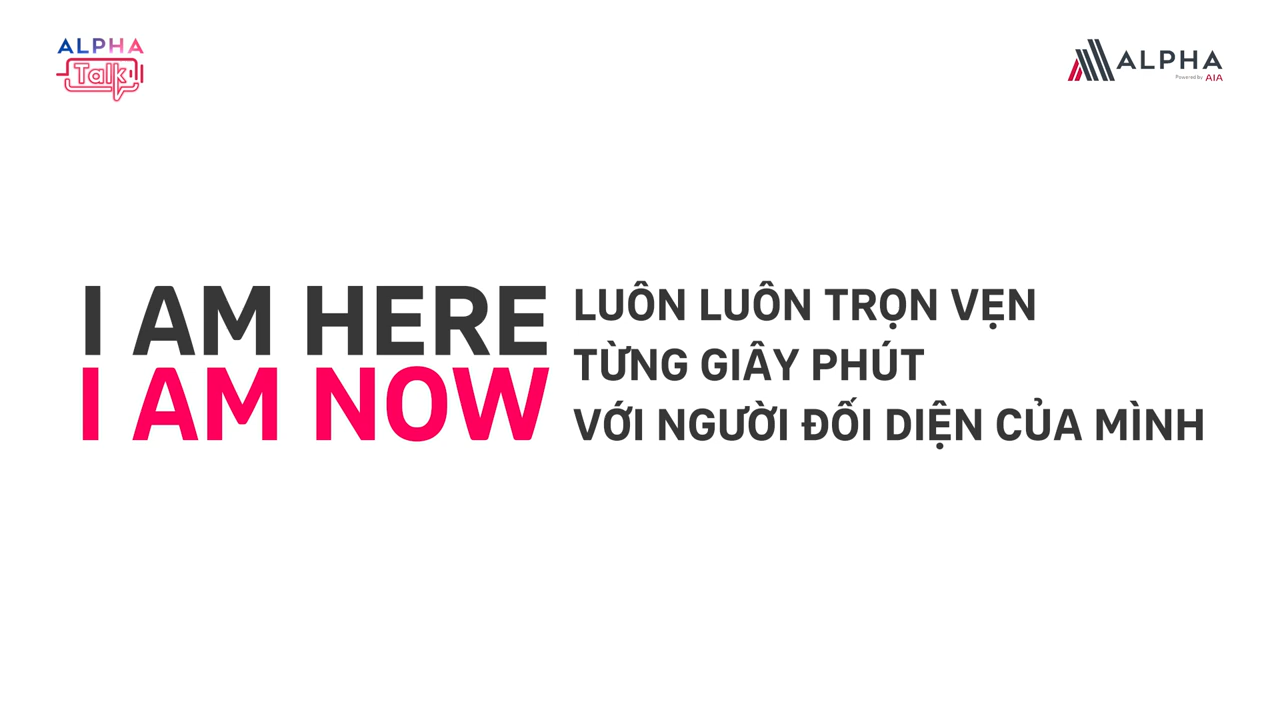 ALPHA
Talk
ALPHA
Powered by AIA
I AM HERE
I AM NOW
LUÔN LUÔN TRỌN VẸN
TỪNG GIÂY PHÚT
VỚI NGƯỜI ĐỐI DIỆN CỦA MÌNH